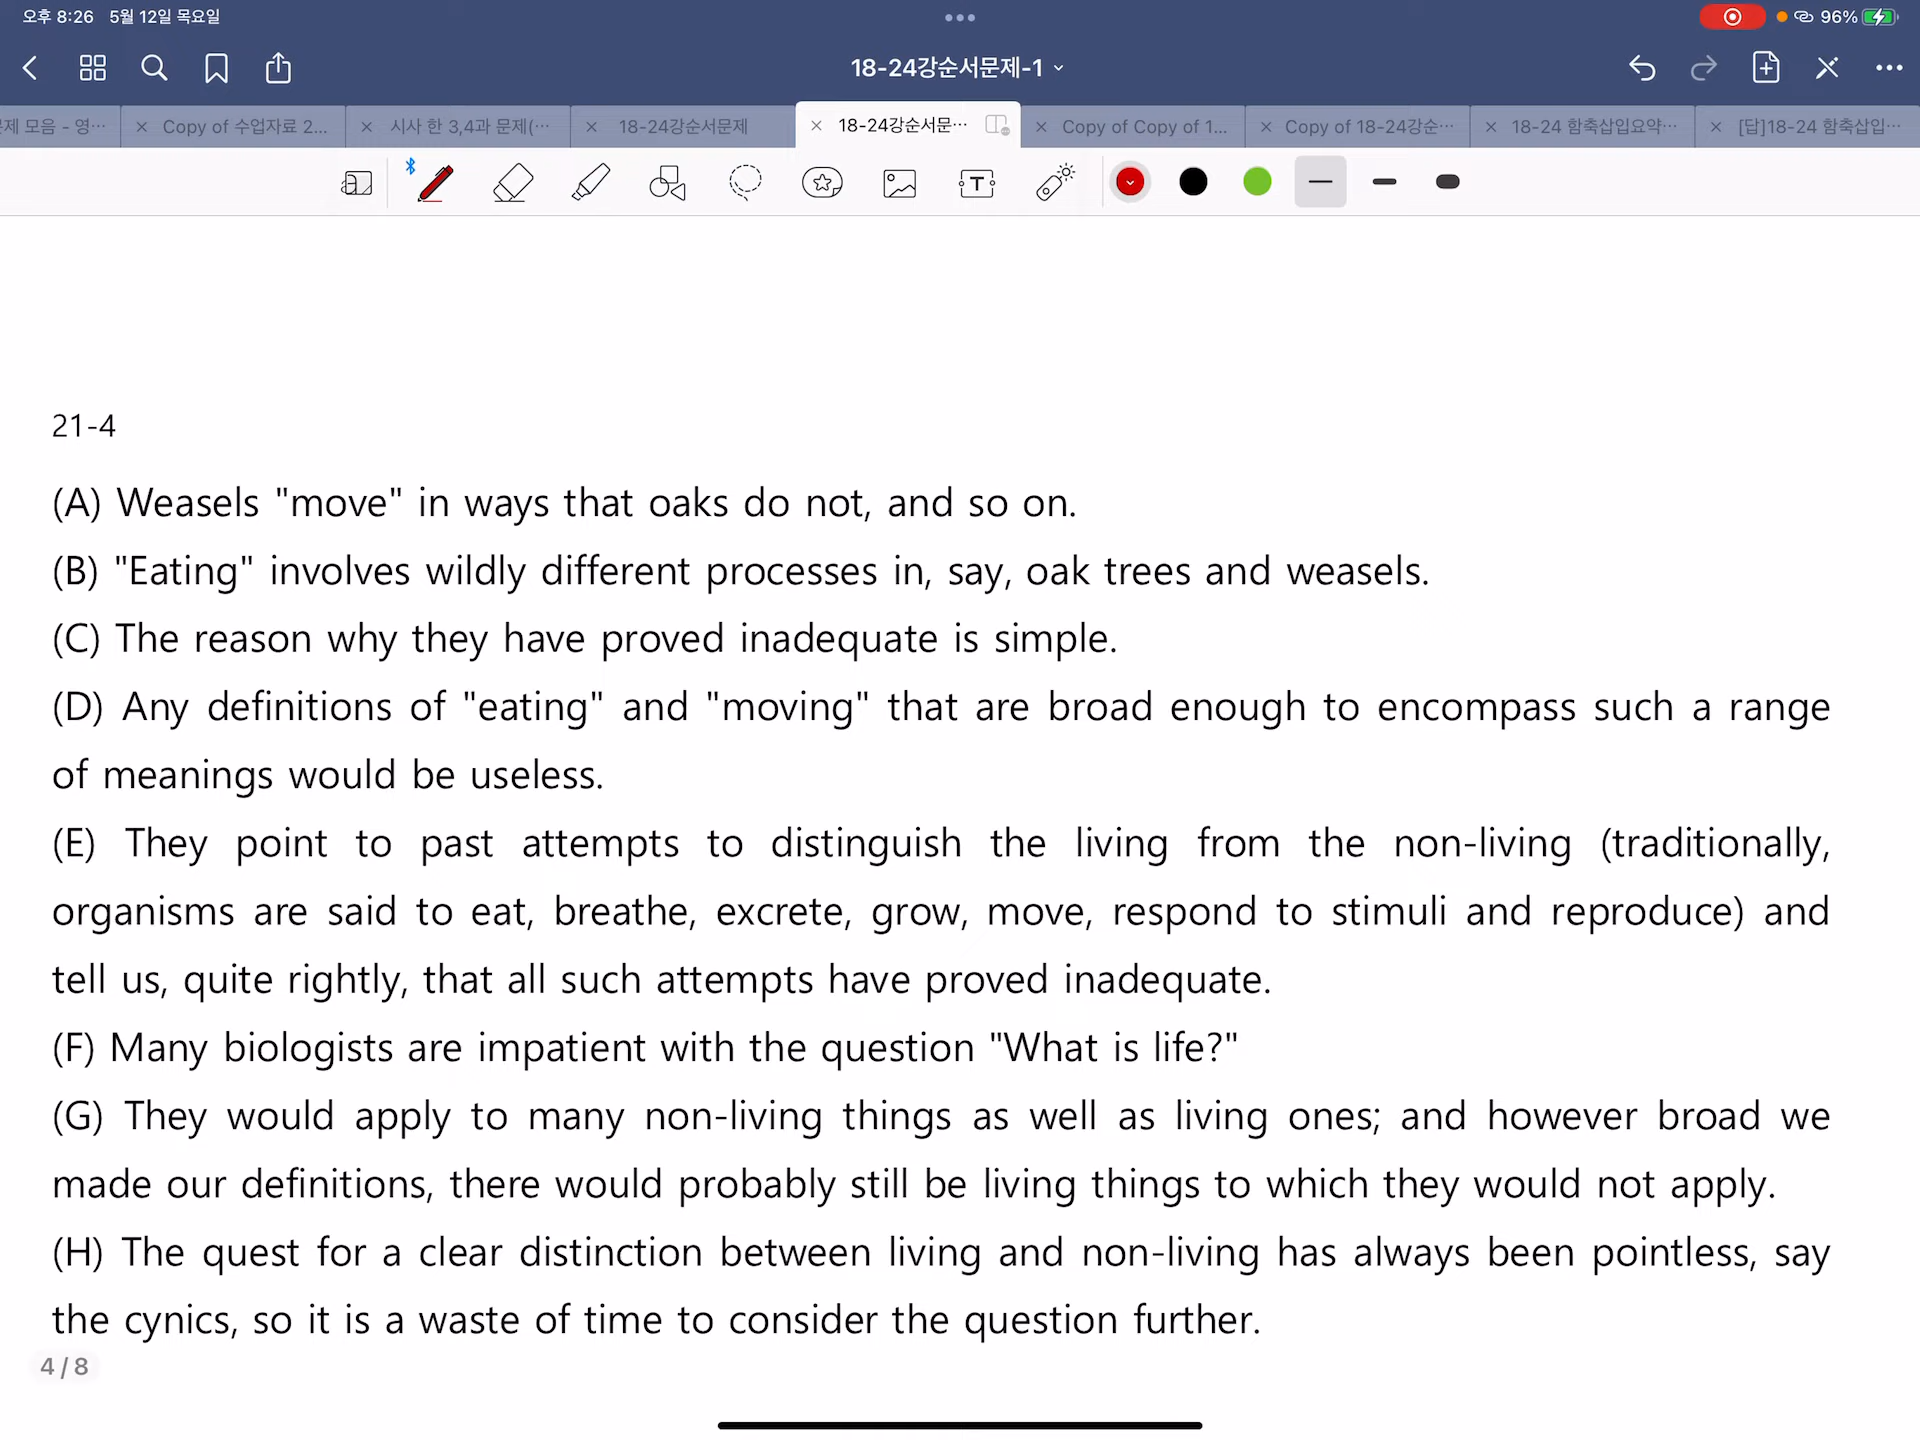 오후 8:26 5월 12일 목요일
96%
18-24강순서문제-1
제 모음 - 영…
Copy of 수업자료 2...
시사 한 3,4과 문제(…
18-24강순서문제
18-24강순서문…
Copy of Copy of 1...
Copy of 18-24강순…
18-24 함축삽입요약…
[답]18-24 함축삽입…
21-4
(A) Weasels "move" in ways that oaks do not, and so on.
(B) "Eating" involves wildly different processes in, say, oak trees and weasels.
(C) The reason why they have proved inadequate is simple.
(D) Any definitions of "eating" and "moving" that are broad enough to encompass such a range
of meanings would be useless.
(E) They point to past attempts to distinguish the living from the non-living (traditionally,
organisms are said to eat, breathe, excrete, grow, move, respond to stimuli and reproduce) and
tell us, quite rightly, that all such attempts have proved inadequate.
(F) Many biologists are impatient with the question "What is life?"
(G) They would apply to many non-living things as well as living ones; and however broad we
made our definitions, there would probably still be living things to which they would not apply.
(H) The quest for a clear distinction between living and non-living has always been pointless, say
the cynics, so it is a waste of time to consider the question further.
4 / 8